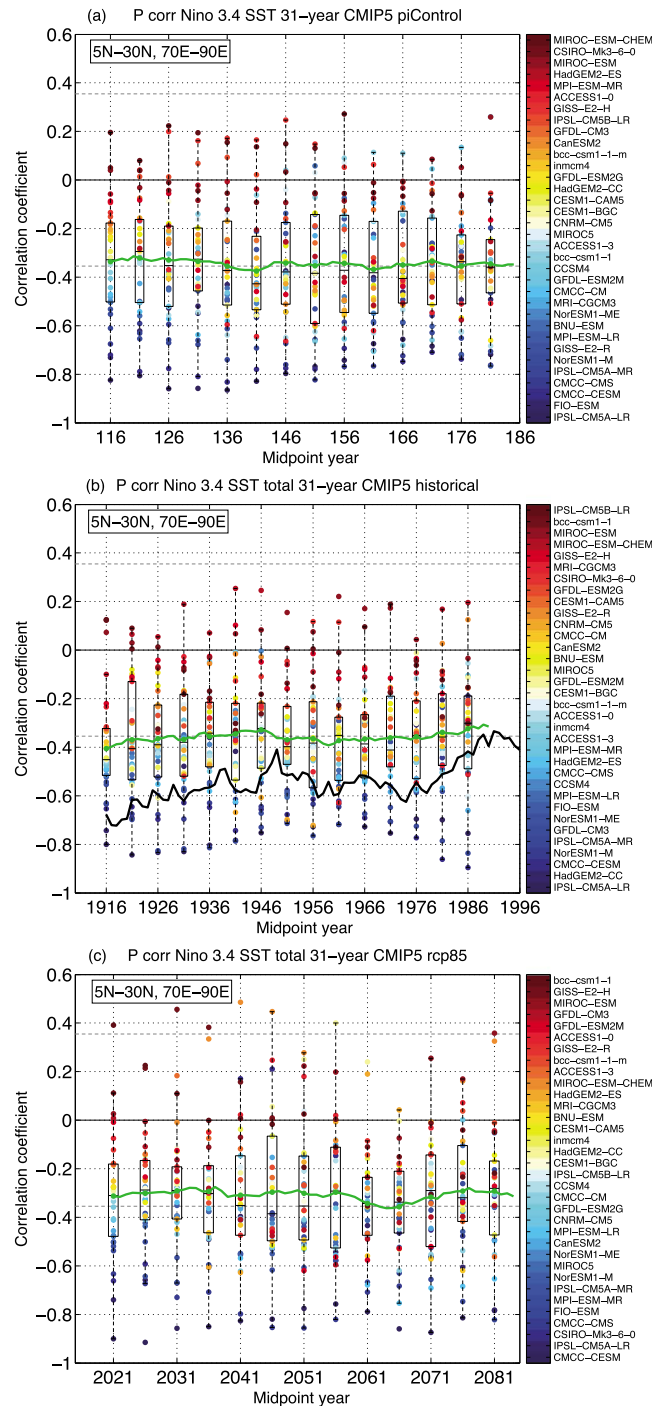 (a) P corr Nino 3.4 SST 31−year CMIP5 piControl
5N−30N, 70E−90E
Correlation coefficient
0.6
0.4
0.2
0
−0.2
−0.4
−0.6
−0.8
−1
116 126 136 146 156 166 176 186
Midpoint year
MIROC−ESM−CHEM
CSIRO−Mk3−6−0
MIROC−ESM
HadGEM2−ES
MPI−ESM−MR
ACCESS1−0
GISS−E2−H
IPSL−CM5B−LR
GFDL−CM3
CanESM2
bcc−csm1−1−m
inmcm4
GFDL−ESM2G
HadGEM2−CC
CESM1−CAM5
CESM1−BGC
CNRM−CM5
MIROC5
ACCESS1−3
bcc−csm1−1
CCSM4
GFDL−ESM2M
CMCC−CM
MRI−CGCM3
NorESM1−ME
BNU−ESM
MPI−ESM−LR
GISS−E2−R
NorESM1−M
IPSL−CM5A−MR
CMCC−CMS
CMCC−CESM
FIO−ESM
IPSL−CM5A−LR
(b) P corr Nino 3.4 SST total 31−year CMIP5 historical
5N−30N, 70E−90E
Correlation coefficient
0.6
0.4
0.2
0
−0.2
−0.4
−0.6
−0.8
−1
1916 1926 1936 1946 1956 1966 1976 1986 1996
Midpoint year
IPSL−CM5B−LR
bcc−csm1−1
MIROC−ESM
MIROC−ESM−CHEM
GISS−E2−H
MRI−CGCM3
CSIRO−Mk3−6−0
GFDL−ESM2G
CESM1−CAM5
GISS−E2−R
CNRM−CM5
CMCC−CM
CanESM2
BNU−ESM
MIROC5
GFDL−ESM2M
CESM1−BGC
bcc−csm1−1−m
ACCESS1−0
inmcm4
ACCESS1−3
MPI−ESM−MR
HadGEM2−ES
CMCC−CMS
CCSM4
MPI−ESM−LR
FIO−ESM
NorESM1−ME
GFDL−CM3
IPSL−CM5A−MR
NorESM1−M
CMCC−CESM
HadGEM2−CC
IPSL−CM5A−LR
(c) P corr Nino 3.4 SST total 31−year CMIP5 rcp85
5N−30N, 70E−90E
Correlation coefficient
0.6
0.4
0.2
0
−0.2
−0.4
−0.6
−0.8
−1
2021 2031 2041 2051 2061 2071 2081
Midpoint year
bcc−csm1−1
GISS−E2−H
MIROC−ESM
GFDL−CM3
GFDL−ESM2M
ACCESS1−0
GISS−E2−R
bcc−csm1−1−m
ACCESS1−3
MIROC−ESM−CHEM
HadGEM2−ES
MRI−CGCM3
BNU−ESM
CESM1−CAM5
inmcm4
HadGEM2−CC
CESM1−BGC
IPSL−CM5B−LR
CCSM4
CMCC−CM
GFDL−ESM2G
CNRM−CM5
MPI−ESM−LR
CanESM2
NorESM1−ME
MIROC5
NorESM1−M
IPSL−CM5A−MR
MPI−ESM−MR
FIO−ESM
CMCC−CMS
CSIRO−Mk3−6−0
IPSL−CM5A−LR
CMCC−CESM